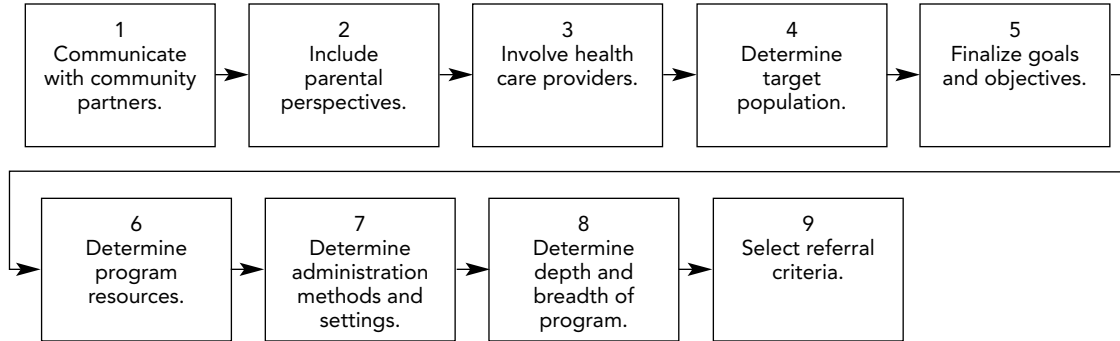 1
Communicate
with community
partners.
2
Include
parental
perspectives.
3
Involve health
care providers.
4
Determine
target
population.
5
Finalize goals
and objectives.
6
Determine
program
resources.
7
Determine
administration
methods and
settings.
8
Determine
depth and
breadth of
program.
9
Select referral
criteria.